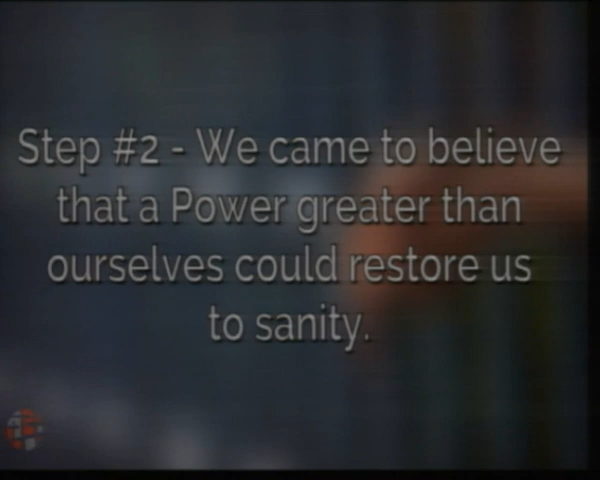 Step #2 - We came to believe
that a Power greater than
ourselves could restore us
to sanity.